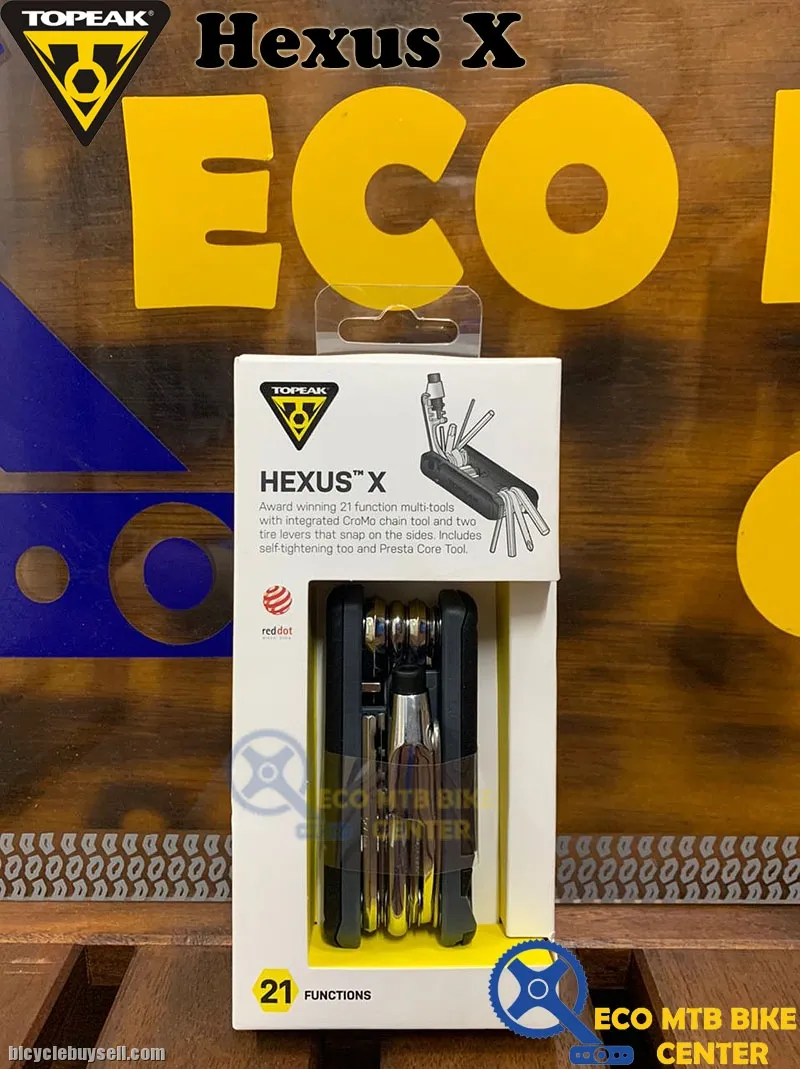 TOPEAK®
Hexus X
ECO
TOPEAK
HEXUS™ X
Award winning 21 function multi-tools
with integrated CroMo chain tool and two
tire levers that snap on the sides. Includes
self-tightening too and Presta Core Tool.
reddot
ECO MTB BIKE
CENTER
21 FUNCTIONS
ECO MTB BIKE
CENTER
bicyclebuysell.com